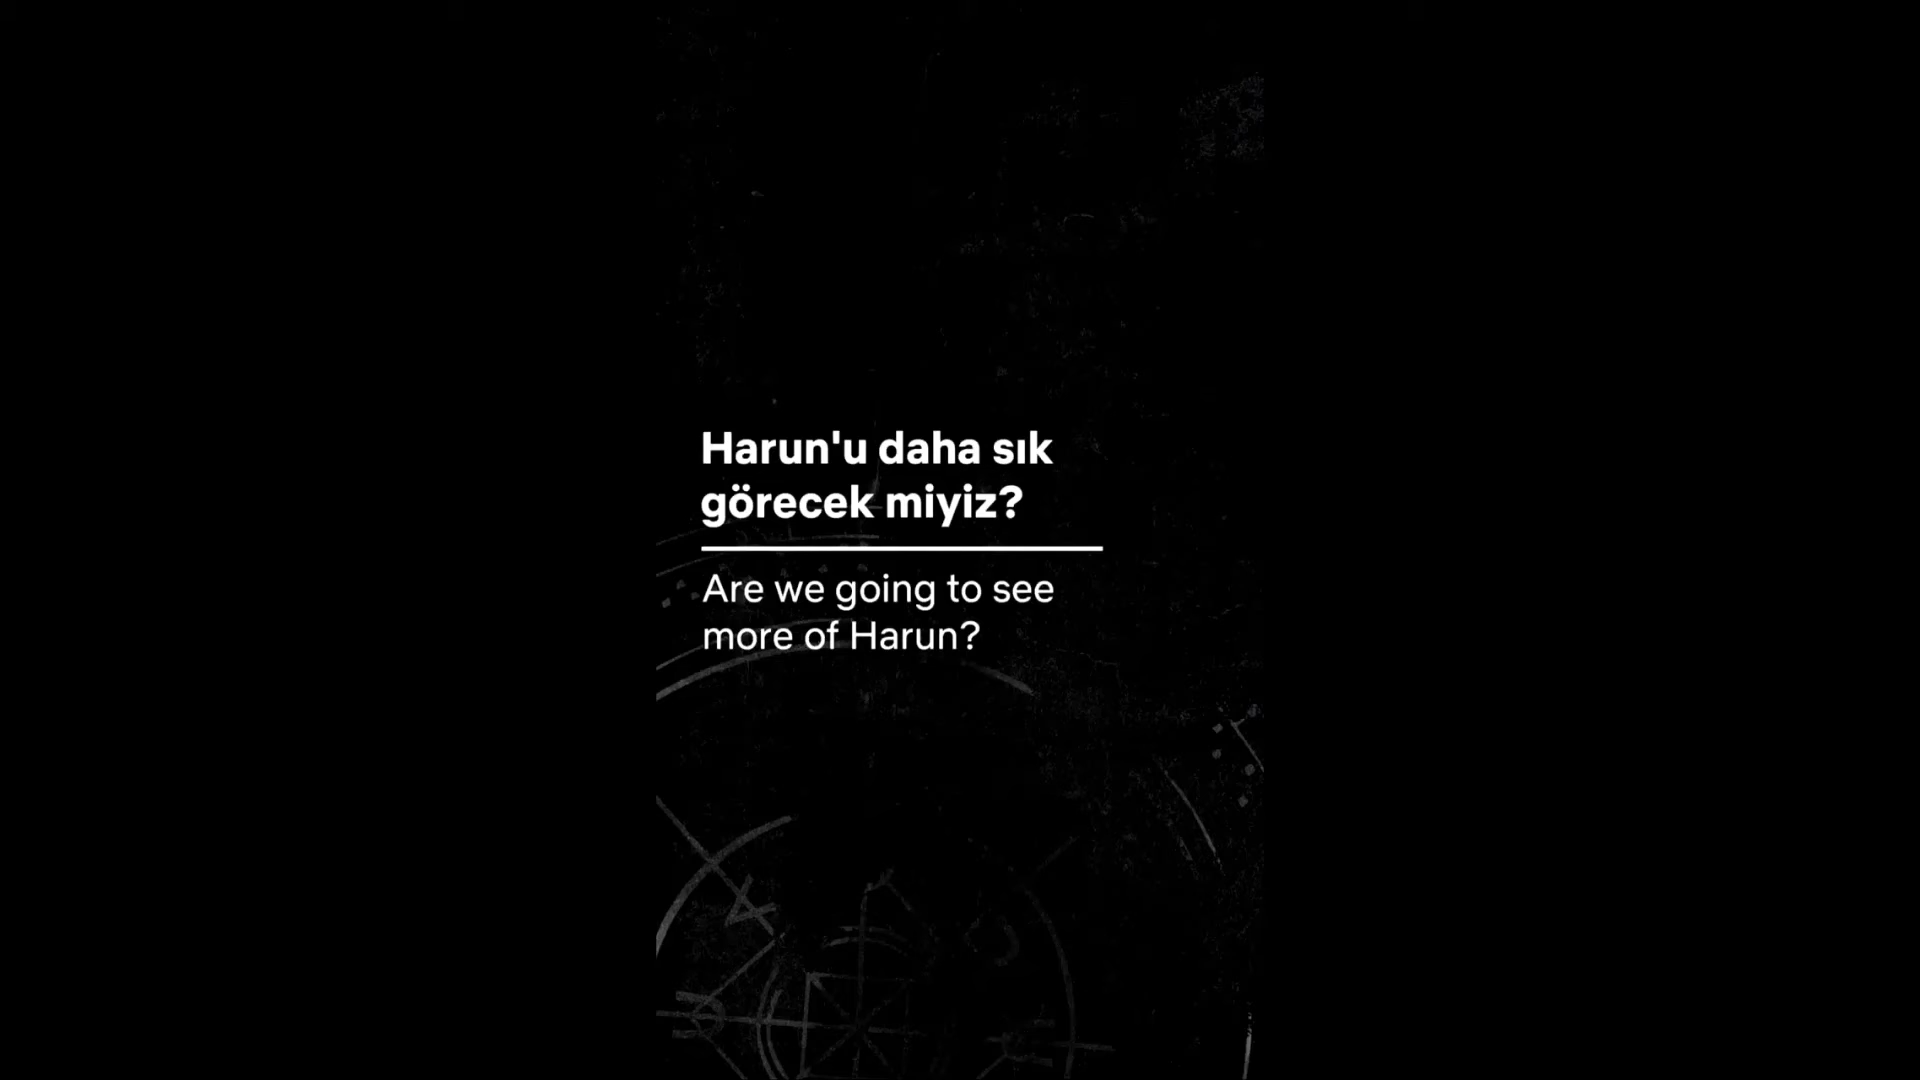 Harun'u daha sık
görecek miyiz?
Are we going to see
more of Harun?